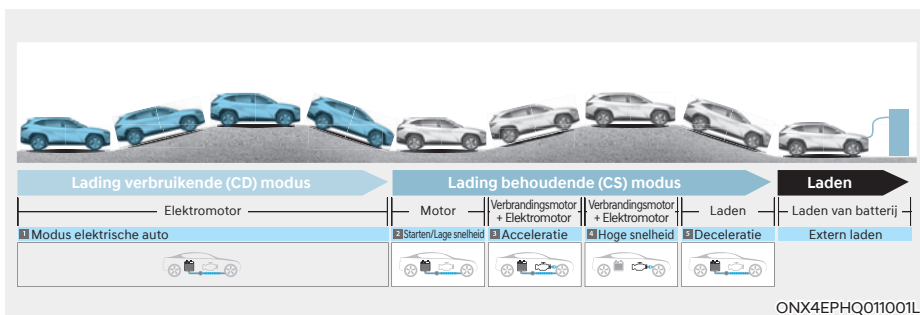 Lading verbruikende (CD) modus
Lading behoudende (CS) modus
Laden
Elektromotor
Motor
Verbrandingsmotor
+ Elektromotor
Verbrandingsmotor
+ Elektromotor
Laden
Laden van batterij
1 Modus elektrische auto
2 Starten/Lage snelheid
3 Acceleratie
4 Hoge snelheid
5 Deceleratie
Extern laden
ONX4EPHQ011001L